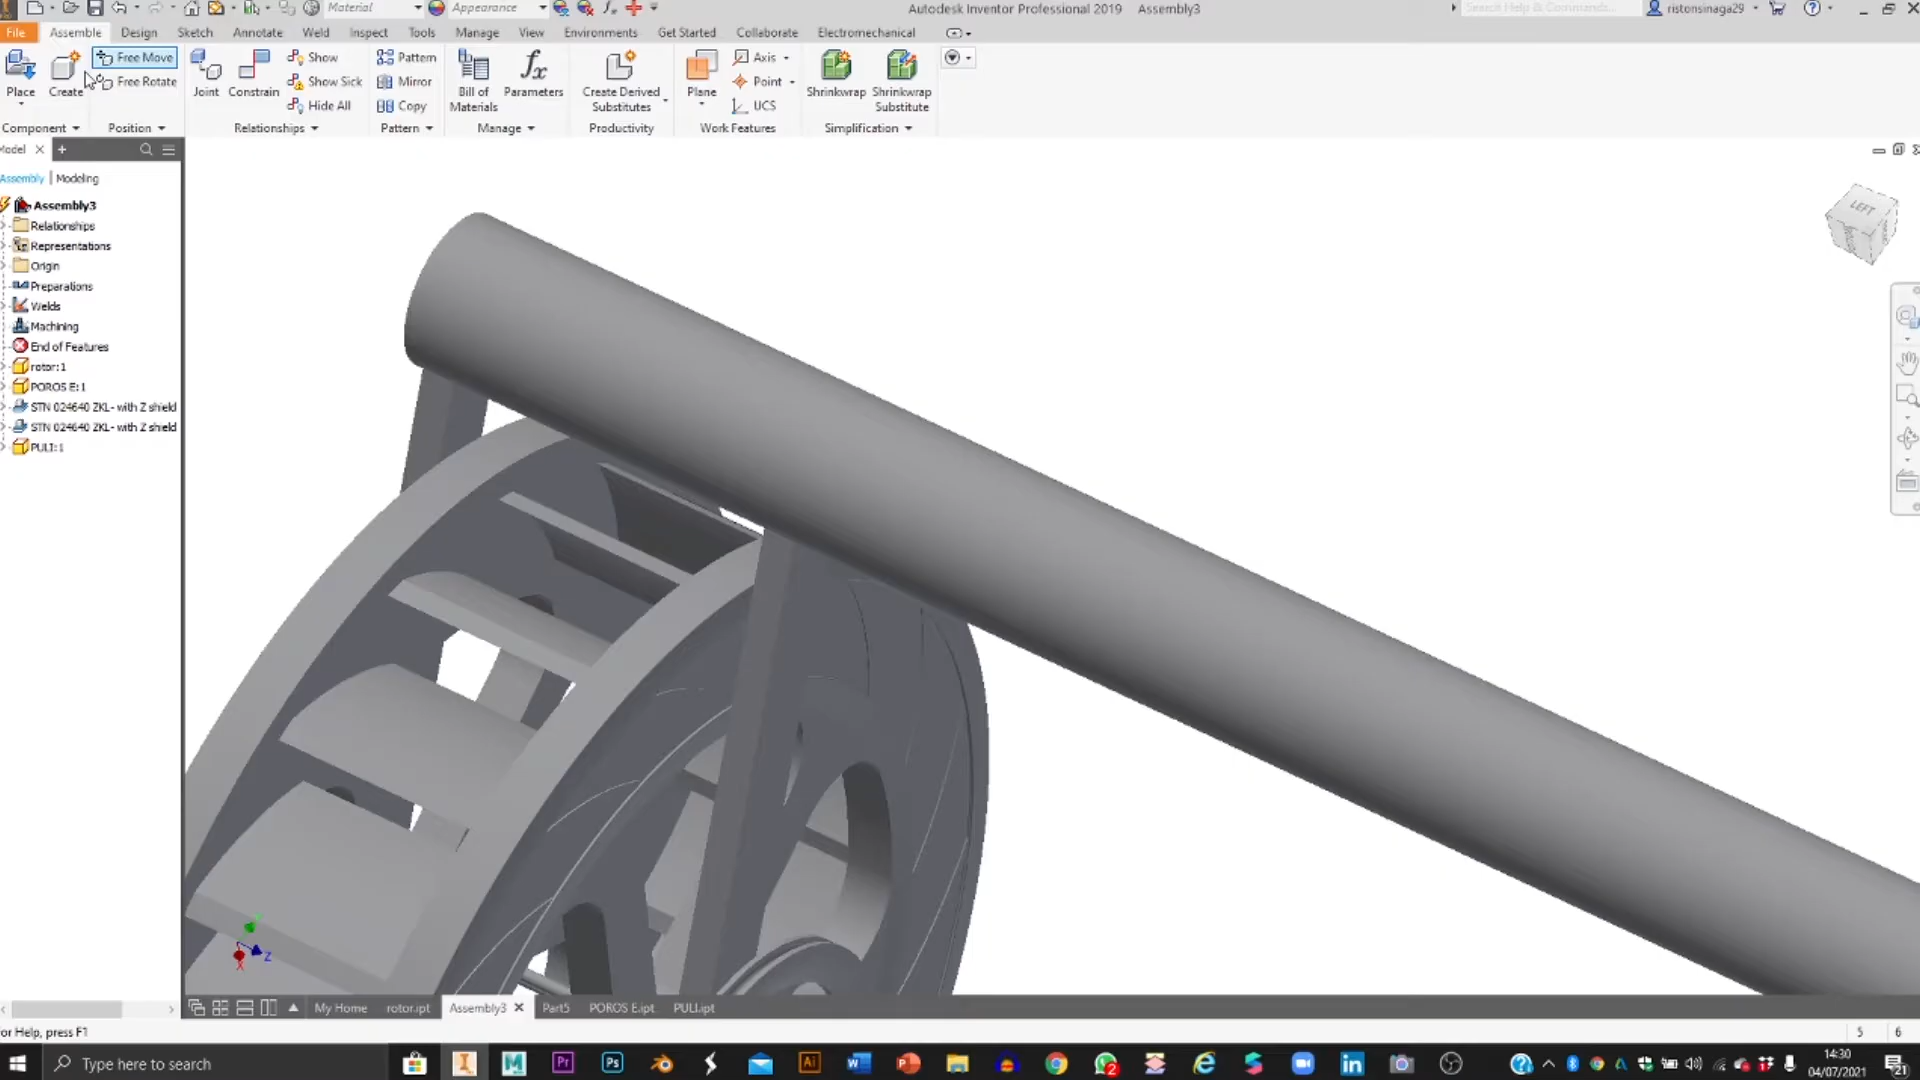 Material
Appearance
Autodesk Inventor Professional 2019 Assembly3
Search Help & Commands...
ristonsinaga29
File Assemble Design Sketch Annotate Weld Inspect Tools Manage View Environments Get Started Collaborate Electromechanical
Place
Create
Free Move
Free Rotate
Joint
Constrain
Show
Show Sick
Hide All
Pattern
Mirror
Copy
Bill of
Materials
Parameters
Create Derived
Substitutes
Plane
Axis
Point
UCS
Shrinkwrap
Shrinkwrap
Substitute
Component Position Relationships Pattern Manage Productivity Work Features Simplification
Model
Assembly | Modeling
Assembly3
Relationships
Representations
Origin
Preparations
Welds
Machining
End of Features
rotor:1
POROS E:1
STN 024640 ZKL- with Z shield
STN 024640 ZKL- with Z shield
PULI:1
LEFT
Z
X
My Home rotor.ipt Assembly3 Part5 POROS E.ipt PULI.ipt
or Help, press F1
5 6
Type here to search
14:30
04/07/2021
21